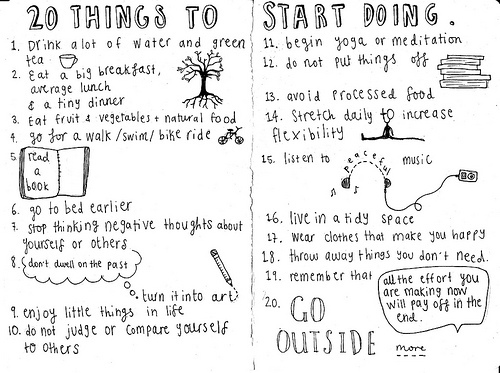 20 THINGS TO START DOING.
1. Drink a lot of water and green
tea
2. Eat a big breakfast,
average lunch
& a tiny dinner
3. Eat fruit & vegetables + natural food
4. go for a walk/swim/bike ride
5. read
a
book
6. go to bed earlier
7. stop thinking negative thoughts about
yourself or others
8. don't dwell on the past
turn it into art
9. enjoy little things in life
10. do not judge or compare yourself
to others
11. begin yoga or meditation
12. do not put things off
13. avoid processed food
14. Stretch daily to increase
flexibility
15. listen to peaceful music
16. live in a tidy space
17. wear clothes that make you happy
18. throw away things you don't need.
19. remember that all the effort you
are making now
will pay off in the
end.
20. GO
OUTSIDE
more